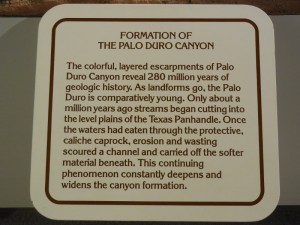 FORMATION OF
THE PALO DURO CANYON
The colorful, layered escarpments of Palo
Duro Canyon reveal 280 million years of
geologic history. As landforms go, the Palo
Duro is comparatively young. Only about a
million years ago streams began cutting into
the level plains of the Texas Panhandle. Once
the waters had eaten through the protective,
caliche caprock, erosion and wasting
scoured a channel and carried off the softer
material beneath. This continuing
phenomenon constantly deepens and
widens the canyon formation.